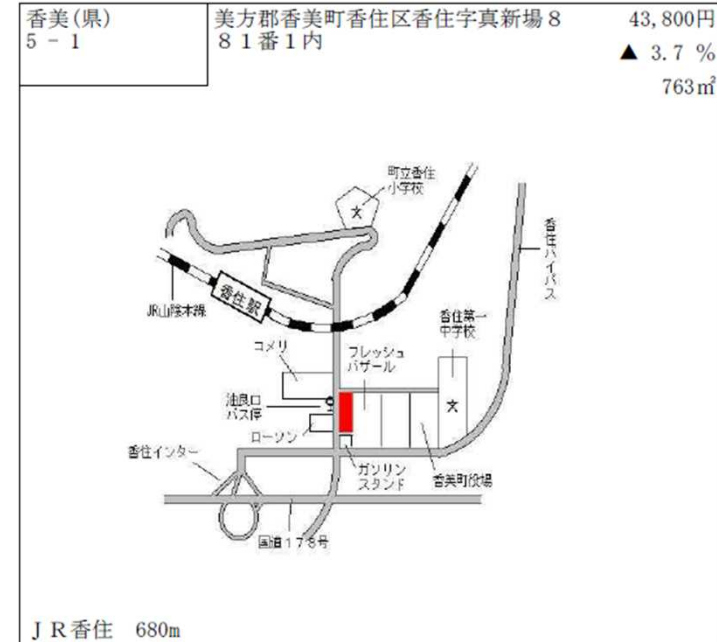 香美(県)
5 - 1
美方郡香美町香住区香住字真新場8
81番1内
43,800円
▲ 3.7 %
763㎡
町立香住
小学校
文
香住バイパス
香住駅
JR山陰本線
香住第一
中学校
コメリ
フレッシュ
バザール
油良口
バス停
文
ローソン
香住インター
ガソリン
スタンド
香美町役場
国道178号
JR香住 680m